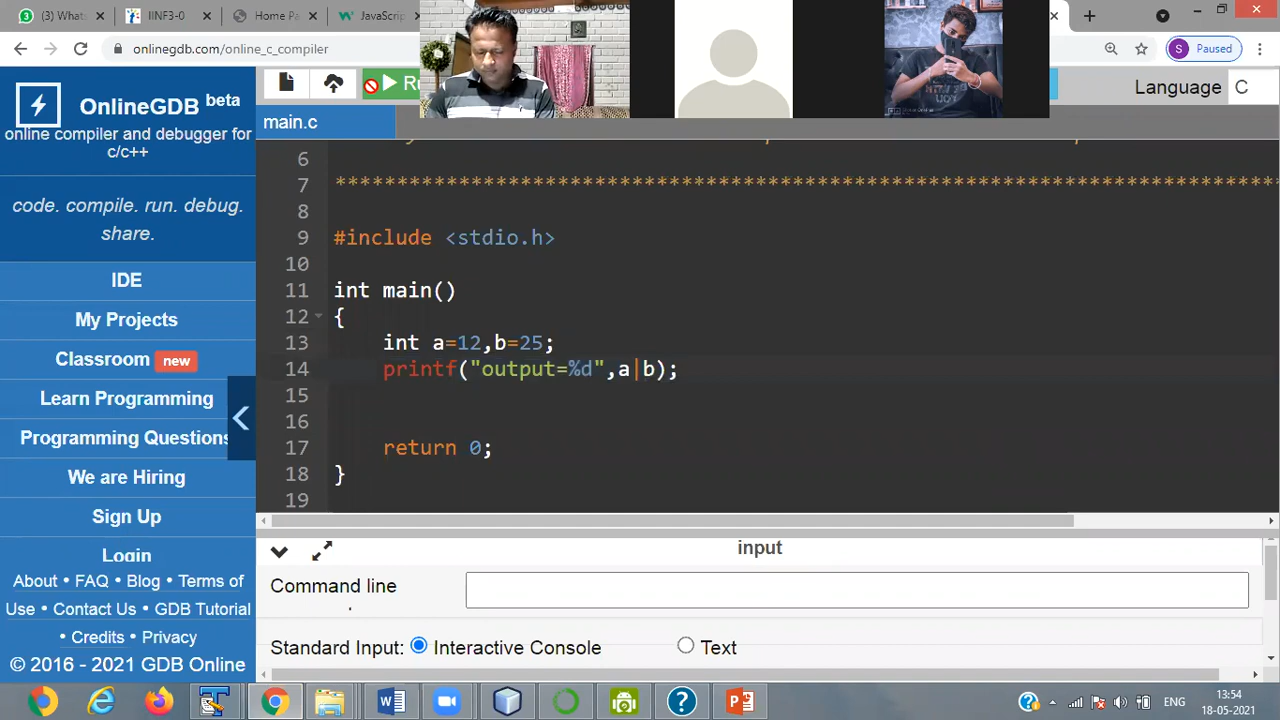 (3) What
IINF3-0
Home Po
JavaScrip
S Paused
onlinegdb.com/online_c_compiler
OnlineGDB beta
online compiler and debugger for
c/c++
code. compile. run. debug.
share.
IDE
My Projects
Classroom new
Learn Programming
Programming Questions
We are Hiring
Sign Up
Login
About • FAQ • Blog • Terms of
Use • Contact Us • GDB Tutorial
• Credits • Privacy
© 2016 - 2021 GDB Online
Ru
Language C
main.c
6
7 ******************************************************************************
8
9 #include <stdio.h>
10
11 int main()
12 {
13 int a=12,b=25;
14 printf("output=%d",a|b);
15
16
17 return 0;
18 }
19
input
Command line
Standard Input: Interactive Console Text
ENG
13:54
18-05-2021